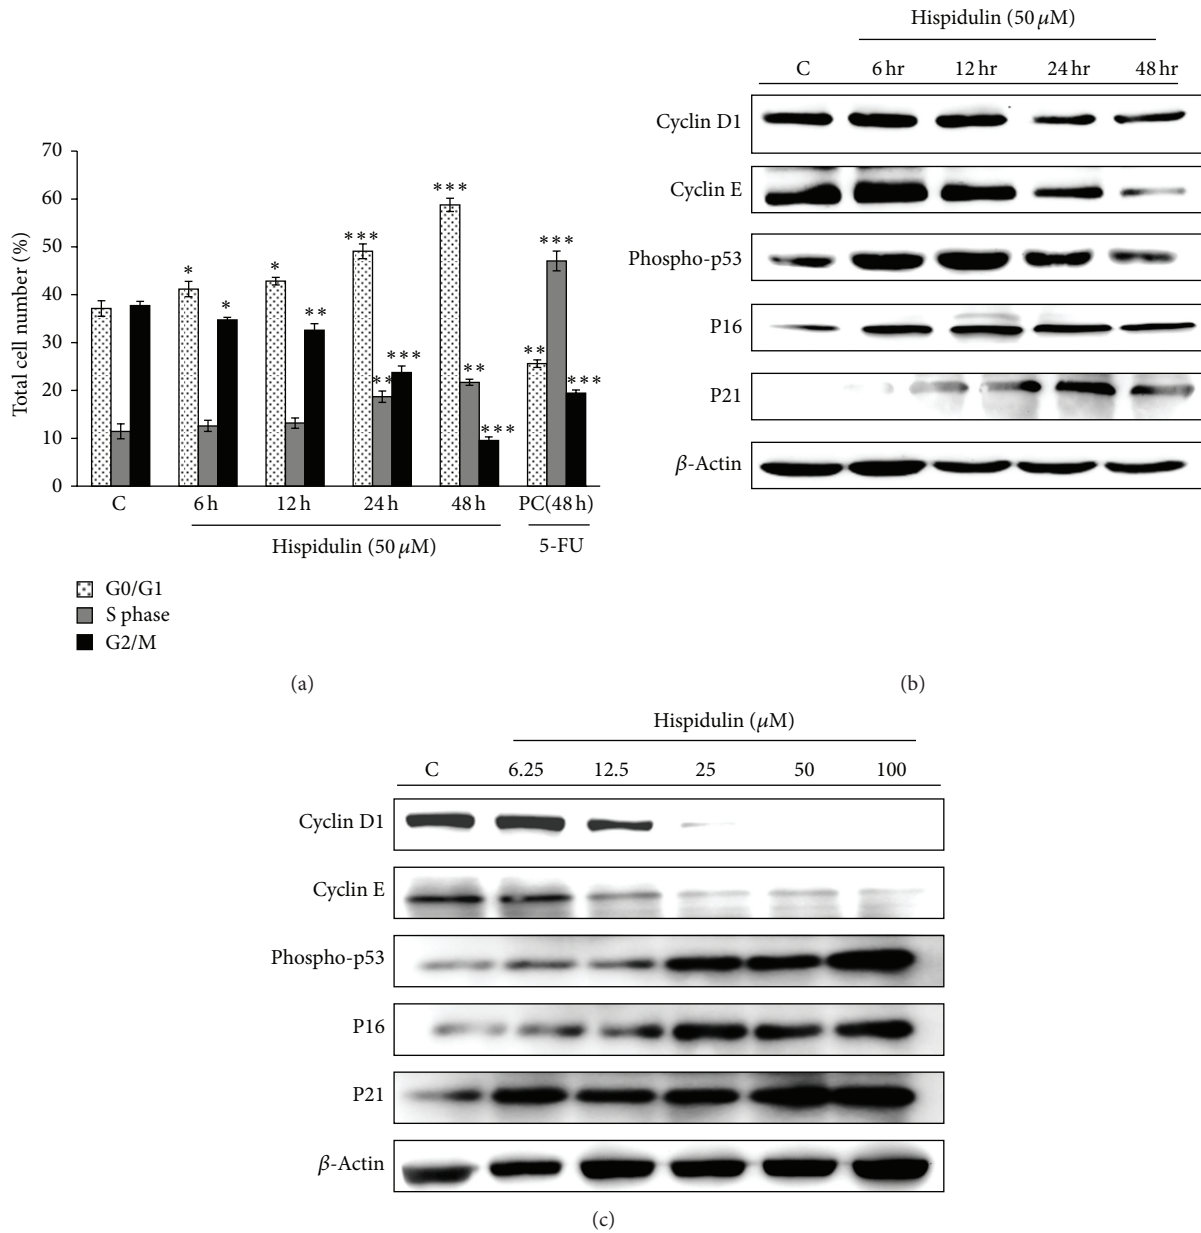 70
60
50
40
30
20
10
0
Total cell number (%)
* * *
* * *
* * *
* *
* * *
* * *
* *
* *
* * *
* * *
* *
*
*
*
C 6 h 12 h 24 h 48 h PC(48 h)
Hispidulin (50 μM) 5-FU
G0/G1
S phase
G2/M
(a)
Hispidulin (50 μM)
C 6 hr 12 hr 24 hr 48 hr
Cyclin D1
Cyclin E
Phospho-p53
P16
P21
β-Actin
(b)
Hispidulin (μM)
C 6.25 12.5 25 50 100
Cyclin D1
Cyclin E
Phospho-p53
P16
P21
β-Actin
(c)